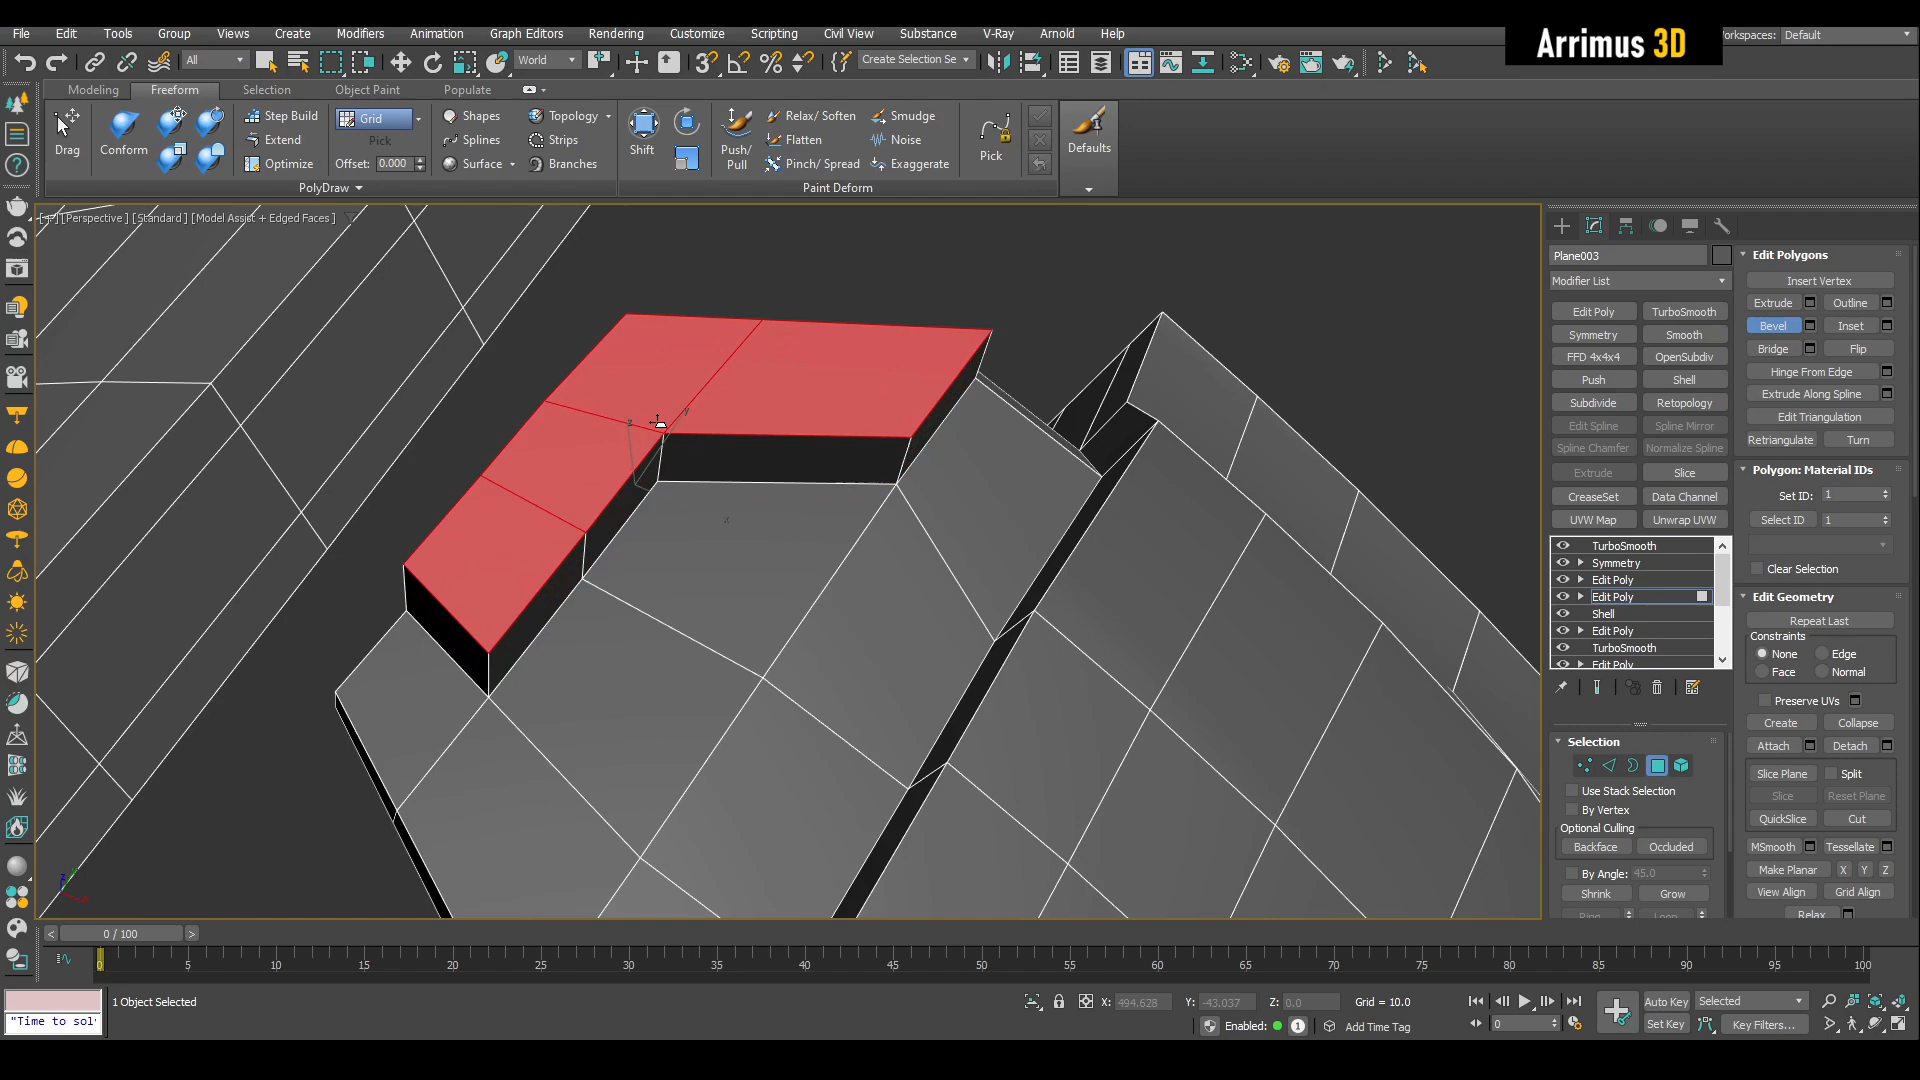 File Edit Tools Group Views Create Modifiers Animation Graph Editors Rendering Customize Scripting Civil View Substance V-Ray Arnold Help
Arrimus 3D
Workspaces: Default
All
World
Create Selection Se
Modeling Freeform Selection Object Paint Populate
Drag
Conform
Step Build
Extend
Optimize
Grid
Pick
Offset: 0.000
Shapes
Splines
Surface
Topology
Strips
Branches
PolyDraw
Shift
Push/
Pull
Relax/ Soften
Flatten
Pinch/ Spread
Smudge
Noise
Exaggerate
Paint Deform
Pick
Defaults
[+] [Perspective ] [Standard ] [Model Assist + Edged Faces ]
z
y
x
Plane003
Modifier List
Edit Poly TurboSmooth
Symmetry Smooth
FFD 4x4x4 OpenSubdiv
Push Shell
Subdivide Retopology
Edit Spline Spline Mirror
Spline Chamfer Normalize Spline
Extrude Slice
CreaseSet Data Channel
UVW Map Unwrap UVW
TurboSmooth
Symmetry
Edit Poly
Edit Poly
Shell
Edit Poly
TurboSmooth
Edit Poly
Selection
Use Stack Selection
By Vertex
Optional Culling
Backface Occluded
By Angle: 45.0
Shrink Grow
Ring Loop
Edit Polygons
Insert Vertex
Extrude Outline
Bevel Inset
Bridge Flip
Hinge From Edge
Extrude Along Spline
Edit Triangulation
Retriangulate Turn
Polygon: Material IDs
Set ID: 1
Select ID 1
Clear Selection
Edit Geometry
Repeat Last
Constraints
None Edge
Face Normal
Preserve UVs
Create Collapse
Attach Detach
Slice Plane Split
Slice Reset Plane
QuickSlice Cut
MSmooth Tessellate
Make Planar X Y Z
View Align Grid Align
Relax
< 0 / 100 >
0 5 10 15 20 25 30 35 40 45 50 55 60 65 70 75 80 85 90 95 100
"Time to sol
1 Object Selected
X: 494.628 Y: -43.037 Z: 0.0 Grid = 10.0
Enabled: 1 Add Time Tag
0
Auto Key Selected
Set Key Key Filters...